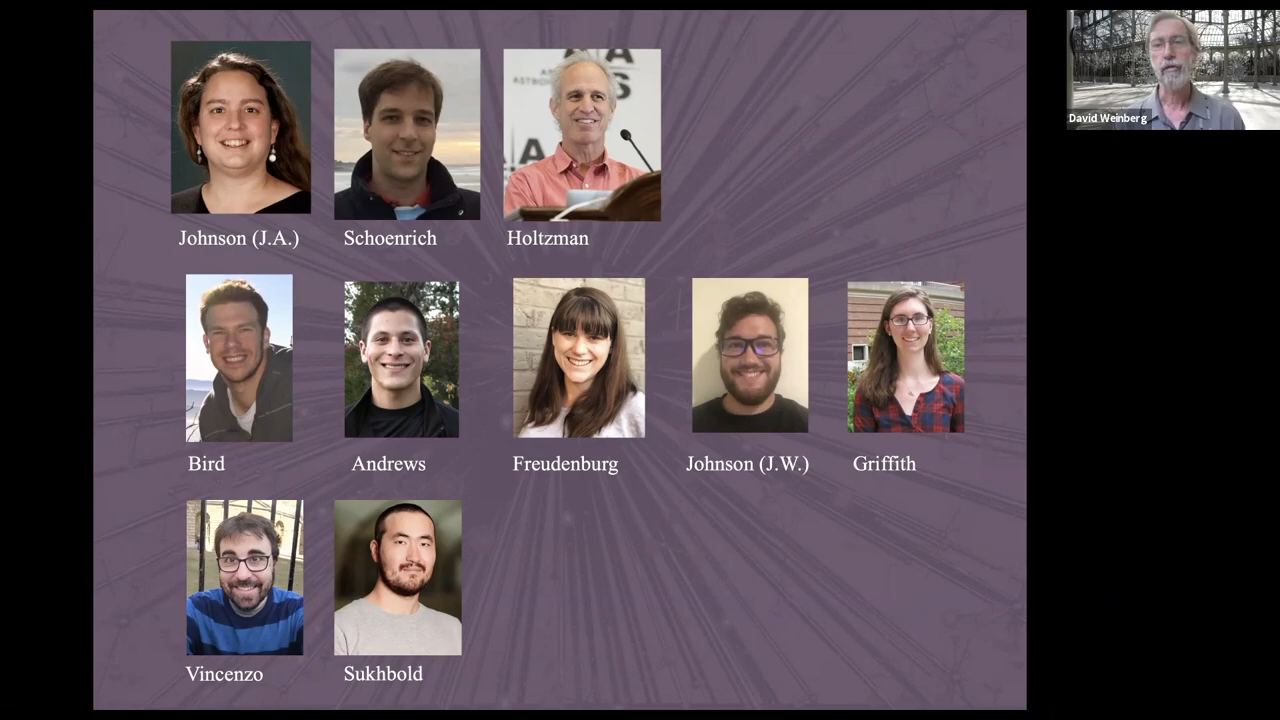 David Weinberg
Johnson (J.A.)
Schoenrich
Holtzman
Bird
Andrews
Freudenburg
Johnson (J.W.)
Griffith
Vincenzo
Sukhbold